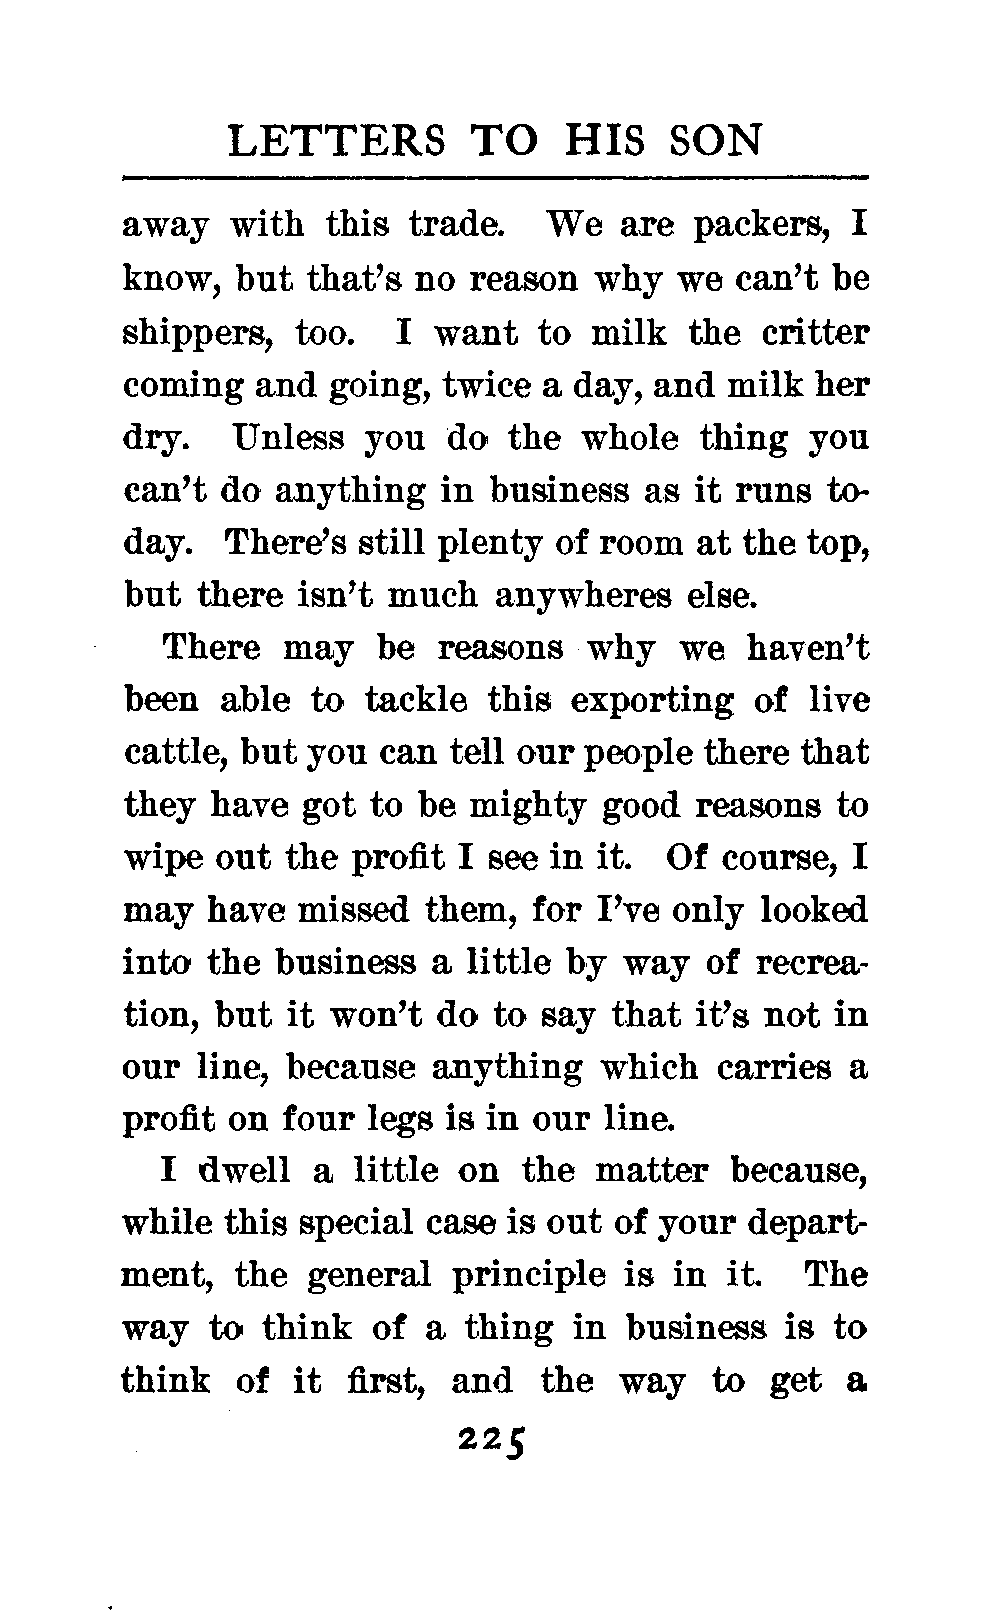 LETTERS TO HIS SON
away with this trade. We are packers, I
know, but that's no reason why we can't be
shippers, too. I want to milk the critter
coming and going, twice a day, and milk her
dry. Unless you do the whole thing you
can't do anything in business as it runs to-
day. There's still plenty of room at the top,
but there isn't much anywheres else.
There may be reasons why we haven't
been able to tackle this exporting of live
cattle, but you can tell our people there that
they have got to be mighty good reasons to
wipe out the profit I see in it. Of course, I
may have missed them, for I've only looked
into the business a little by way of recrea-
tion, but it won't do to say that it's not in
our line, because anything which carries a
profit on four legs is in our line.
I dwell a little on the matter because,
while this special case is out of your depart-
ment, the general principle is in it. The
way to think of a thing in business is to
think of it first, and the way to get a
225